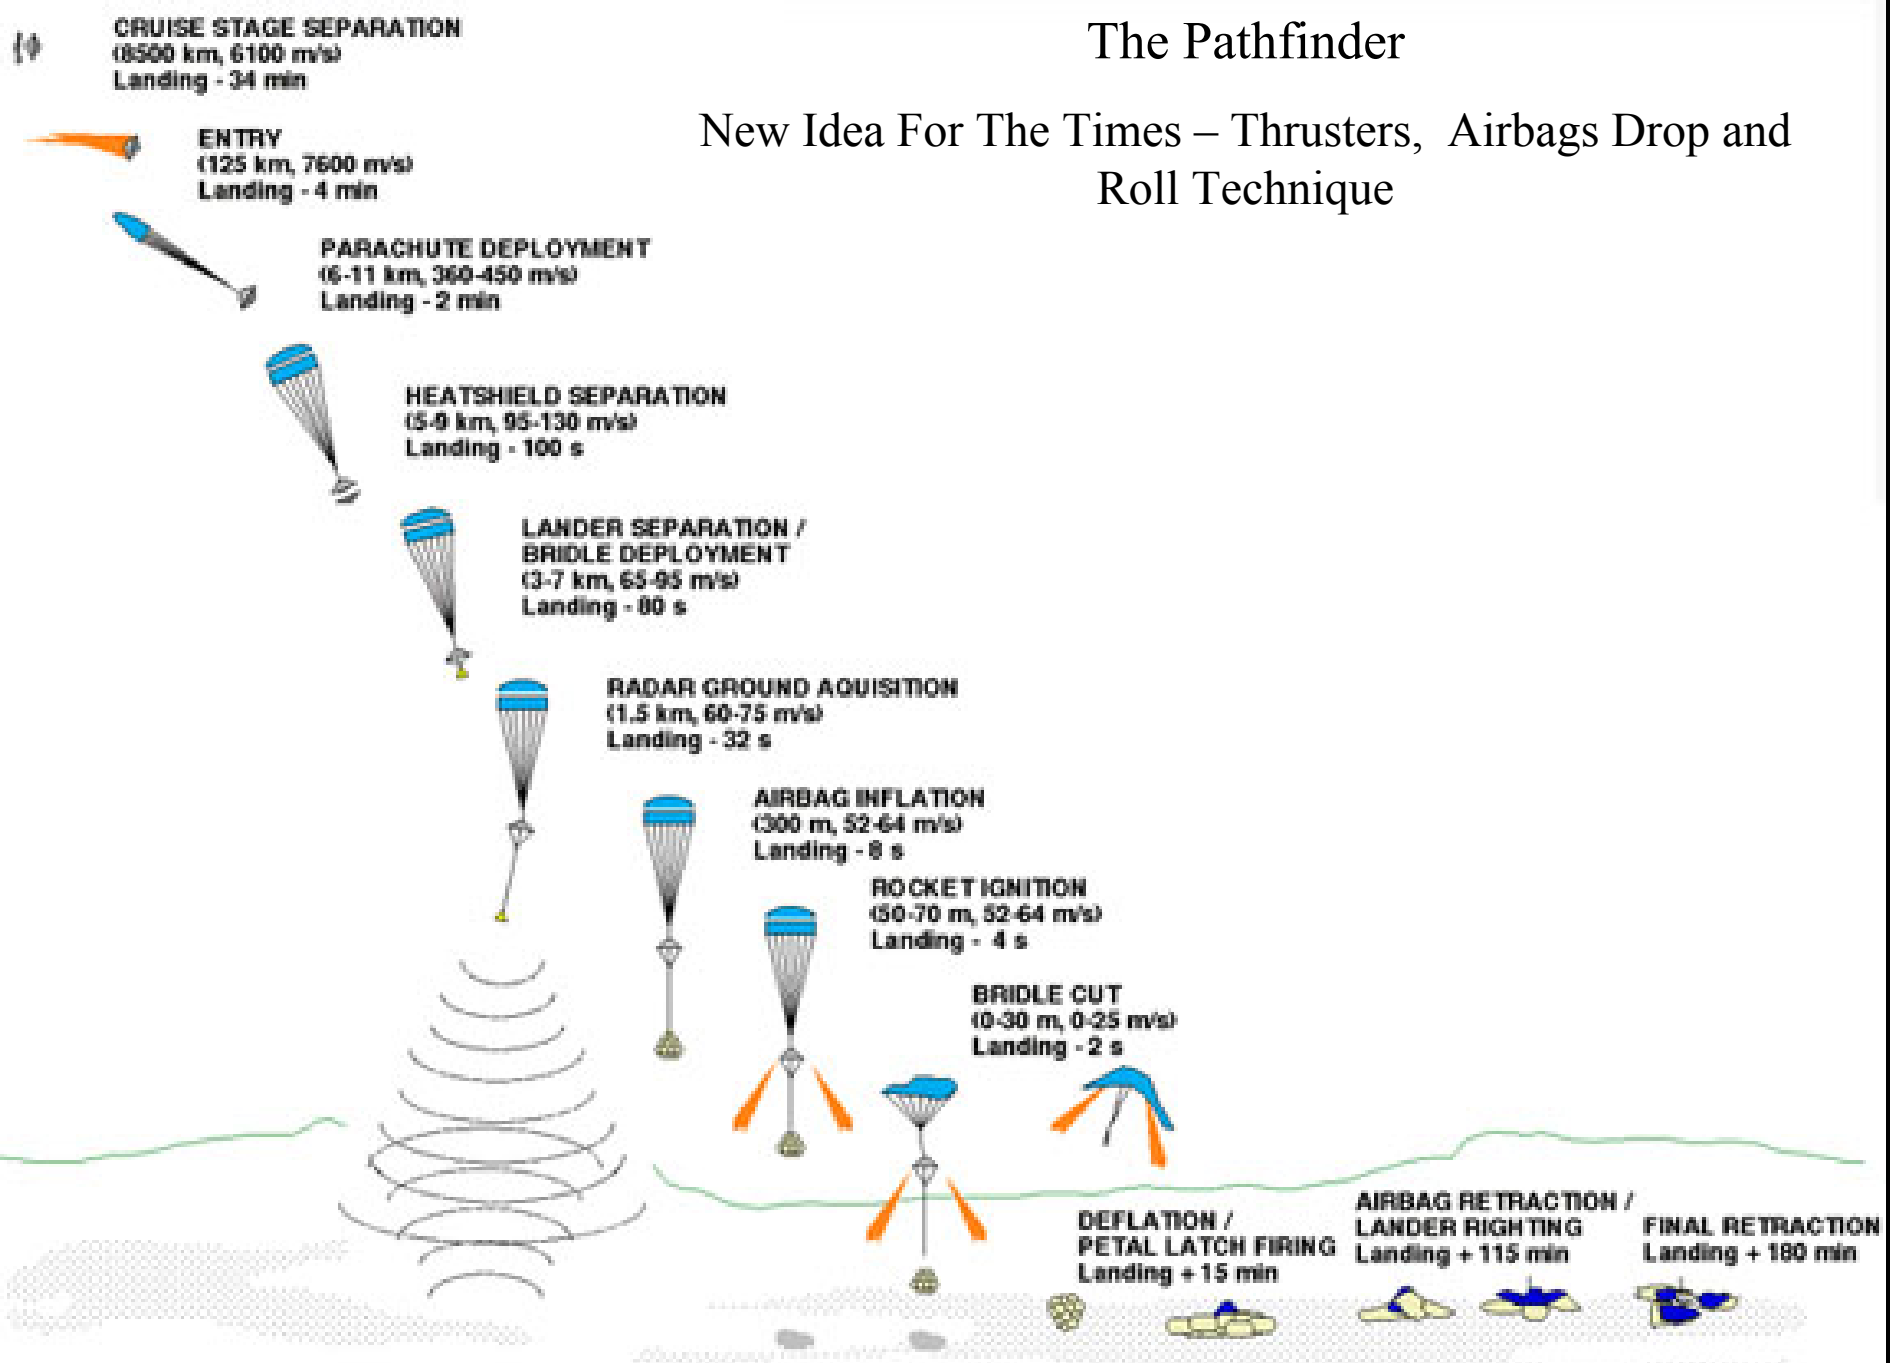 The Pathfinder
New Idea For The Times – Thrusters,  Airbags Drop and
Roll Technique
CRUISE STAGE SEPARATION
(8500 km, 6100 m/s)
Landing - 34 min
ENTRY
(125 km, 7600 m/s)
Landing - 4 min
PARACHUTE DEPLOYMENT
(6-11 km, 360-450 m/s)
Landing - 2 min
HEATSHIELD SEPARATION
(5-9 km, 95-130 m/s)
Landing - 100 s
LANDER SEPARATION /
BRIDLE DEPLOYMENT
(3-7 km, 65-95 m/s)
Landing - 80 s
RADAR GROUND AQUISITION
(1.5 km, 60-75 m/s)
Landing - 32 s
AIRBAG INFLATION
(300 m, 52-64 m/s)
Landing - 8 s
ROCKET IGNITION
(50-70 m, 52-64 m/s)
Landing - 4 s
BRIDLE CUT
(0-30 m, 0-25 m/s)
Landing - 2 s
DEFLATION /
PETAL LATCH FIRING
Landing + 15 min
AIRBAG RETRACTION /
LANDER RIGHTING
Landing + 115 min
FINAL RETRACTION
Landing + 180 min